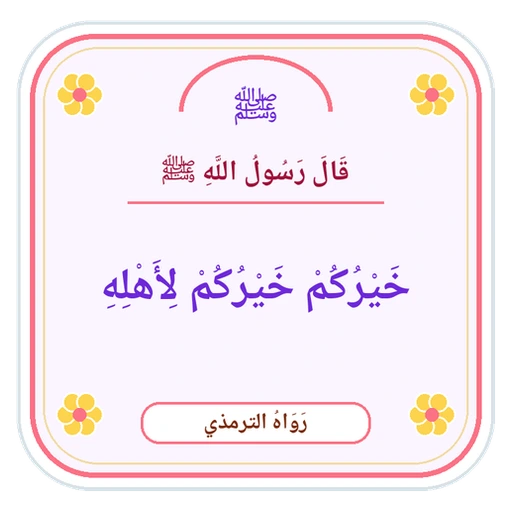 ﷺ
قَالَ رَسُولُ اللَّهِ ﷺ
خَيْرُكُمْ خَيْرُكُمْ لِأَهْلِهِ
رَوَاهُ الترمذي